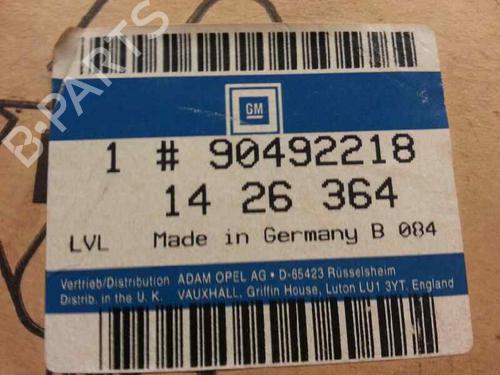 GM
1 # 90492218
14 26 364
LVL Made in Germany B 084
Vertrieb/Distribution ADAM OPEL AG • D-65423 Rüsselsheim
Distrib. in the U. K. VAUXHALL, Griffin House, Luton LU1 3YT. England
B-PARTS